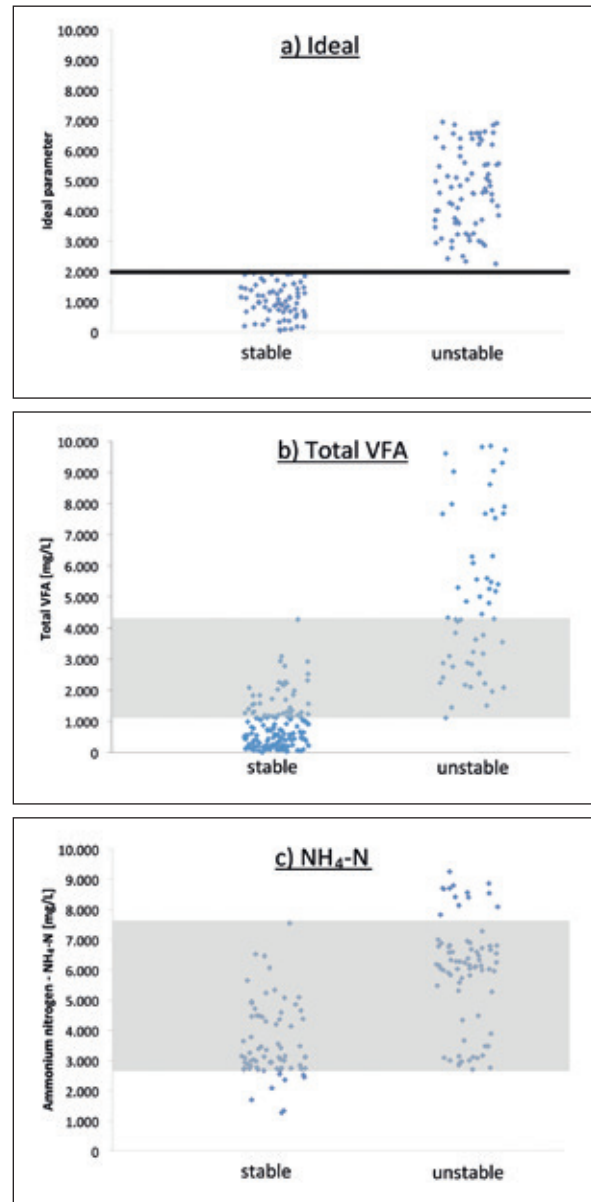 a) Ideal
10.000
9.000
8.000
7.000
6.000
5.000
4.000
3.000
2.000
1.000
0
Ideal parameter
stable
unstable
b) Total VFA
10.000
9.000
8.000
7.000
6.000
5.000
4.000
3.000
2.000
1.000
0
Total VFA [mg/L]
stable
unstable
c) NH₄-N
10.000
9.000
8.000
7.000
6.000
5.000
4.000
3.000
2.000
1.000
0
Ammonium nitrogen - NH₄-N [mg/L]
stable
unstable